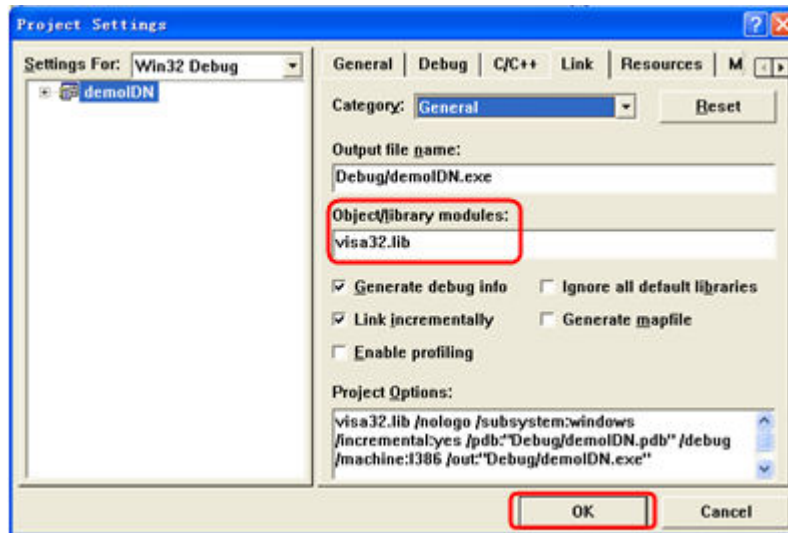 Project Settings
Settings For: Win32 Debug
demoIDN
General Debug C/C++ Link Resources M
Category: General Reset
Output file name:
Debug/demoIDN.exe
Object/library modules:
visa32.lib
Generate debug info Ignore all default libraries
Link incrementally Generate mapfile
Enable profiling
Project Options:
visa32.lib /nologo /subsystem:windows
/incremental:yes /pdb:"Debug/demoIDN.pdb" /debug
/machine:I386 /out:"Debug/demoIDN.exe"
OK Cancel